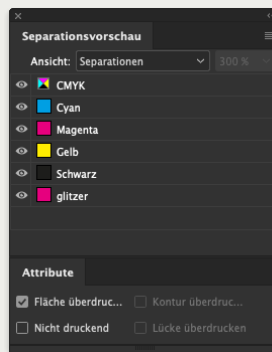 Separationsvorschau
Ansicht: Separationen 300 %
CMYK
Cyan
Magenta
Gelb
Schwarz
glitzer
Attribute
Fläche überdruc... Kontur überdruc...
Nicht druckend Lücke überdrucken